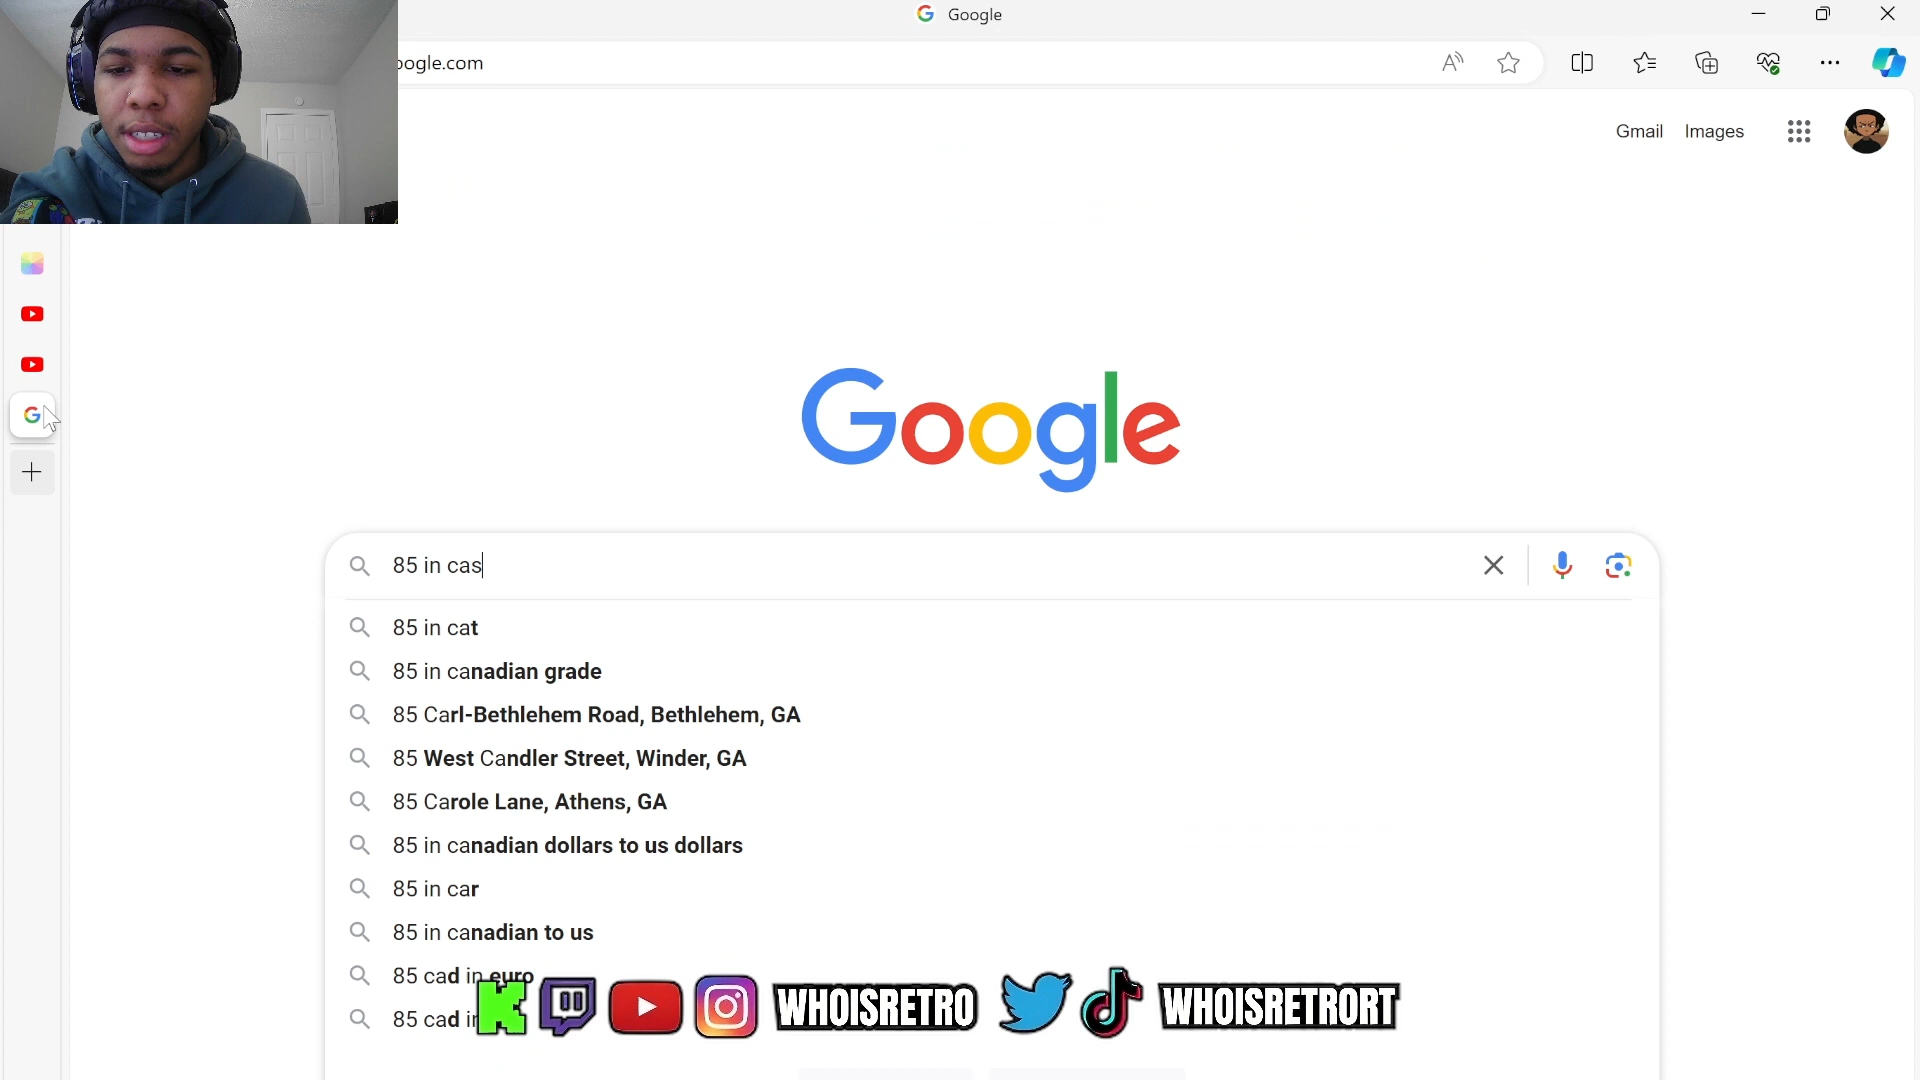 Google
oogle.com
Gmail Images
Google
85 in cas
85 in cat
85 in canadian grade
85 Carl-Bethlehem Road, Bethlehem, GA
85 West Candler Street, Winder, GA
85 Carole Lane, Athens, GA
85 in canadian dollars to us dollars
85 in car
85 in canadian to us
85 cad in euro
85 cad in
WHOISRETRO WHOISRETRORT